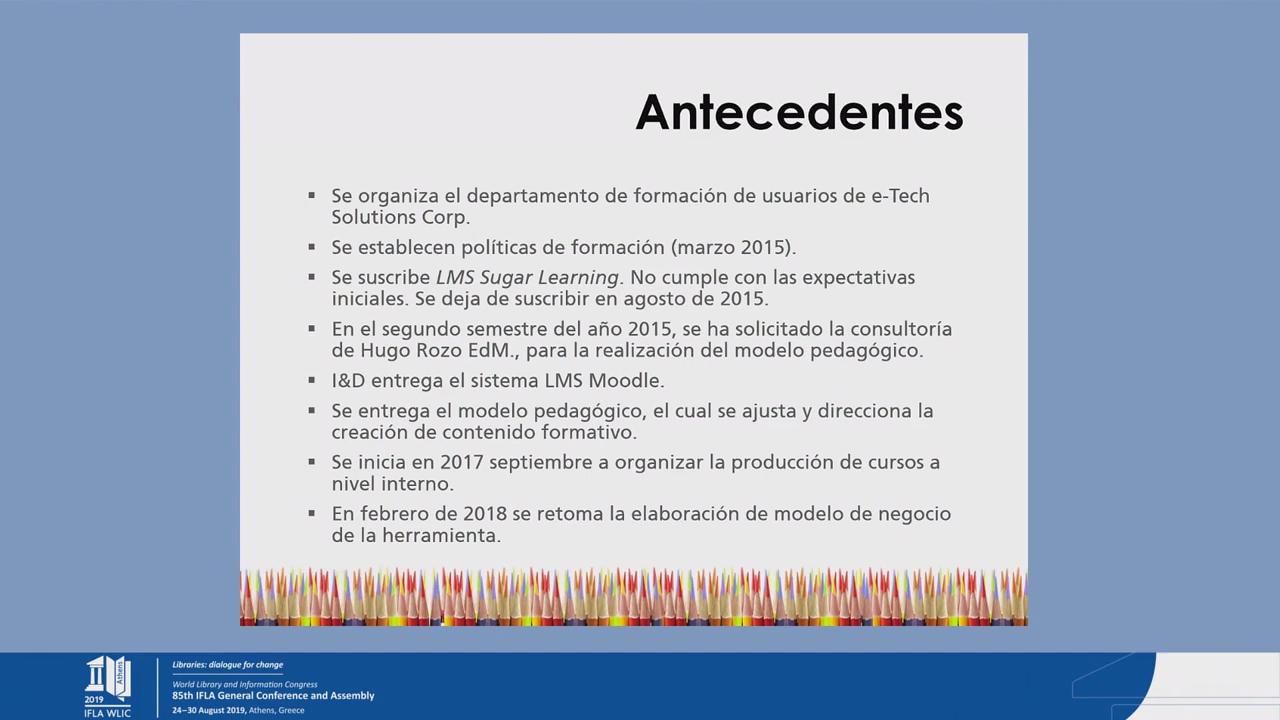 Antecedentes
▪ Se organiza el departamento de formación de usuarios de e-Tech
Solutions Corp.
▪ Se establecen políticas de formación (marzo 2015).
▪ Se suscribe LMS Sugar Learning. No cumple con las expectativas
iniciales. Se deja de suscribir en agosto de 2015.
▪ En el segundo semestre del año 2015, se ha solicitado la consultoría
de Hugo Rozo EdM., para la realización del modelo pedagógico.
▪ I&D entrega el sistema LMS Moodle.
▪ Se entrega el modelo pedagógico, el cual se ajusta y direcciona la
creación de contenido formativo.
▪ Se inicia en 2017 septiembre a organizar la producción de cursos a
nivel interno.
▪ En febrero de 2018 se retoma la elaboración de modelo de negocio
de la herramienta.
Athens
2019
IFLA WLIC
Libraries: dialogue for change
World Library and Information Congress
85th IFLA General Conference and Assembly
24–30 August 2019, Athens, Greece